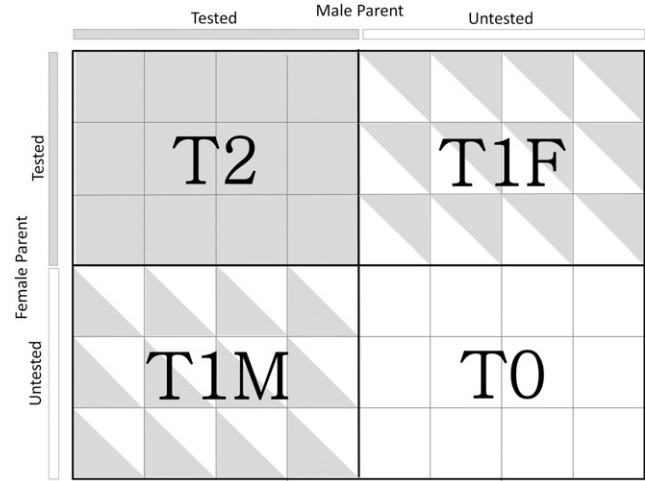 Male Parent
Tested
Untested
Female Parent
Tested
Untested
T2
T1F
T1M
T0